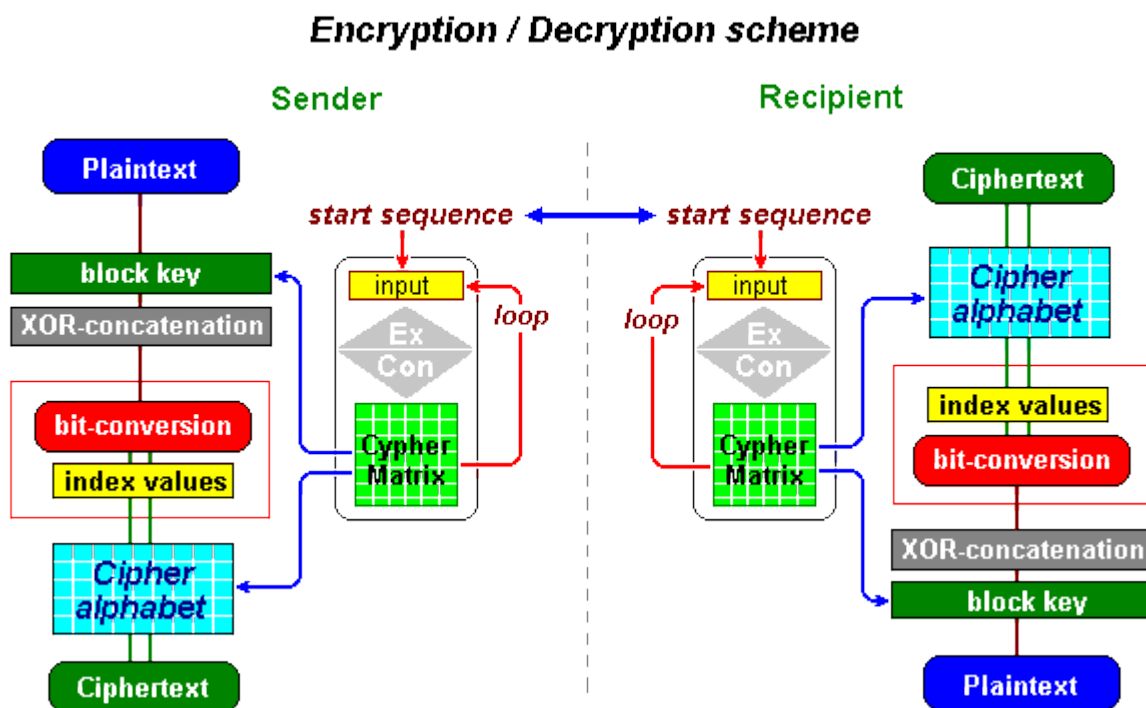 Encryption / Decryption scheme
Sender
Recipient
Plaintext
block key
XOR-concatenation
bit-conversion
index values
Cipher
alphabet
Ciphertext
start sequence
input
loop
Ex
Con
Cypher
Matrix
start sequence
input
loop
Ex
Con
Cypher
Matrix
Ciphertext
Cipher
alphabet
index values
bit-conversion
XOR-concatenation
block key
Plaintext